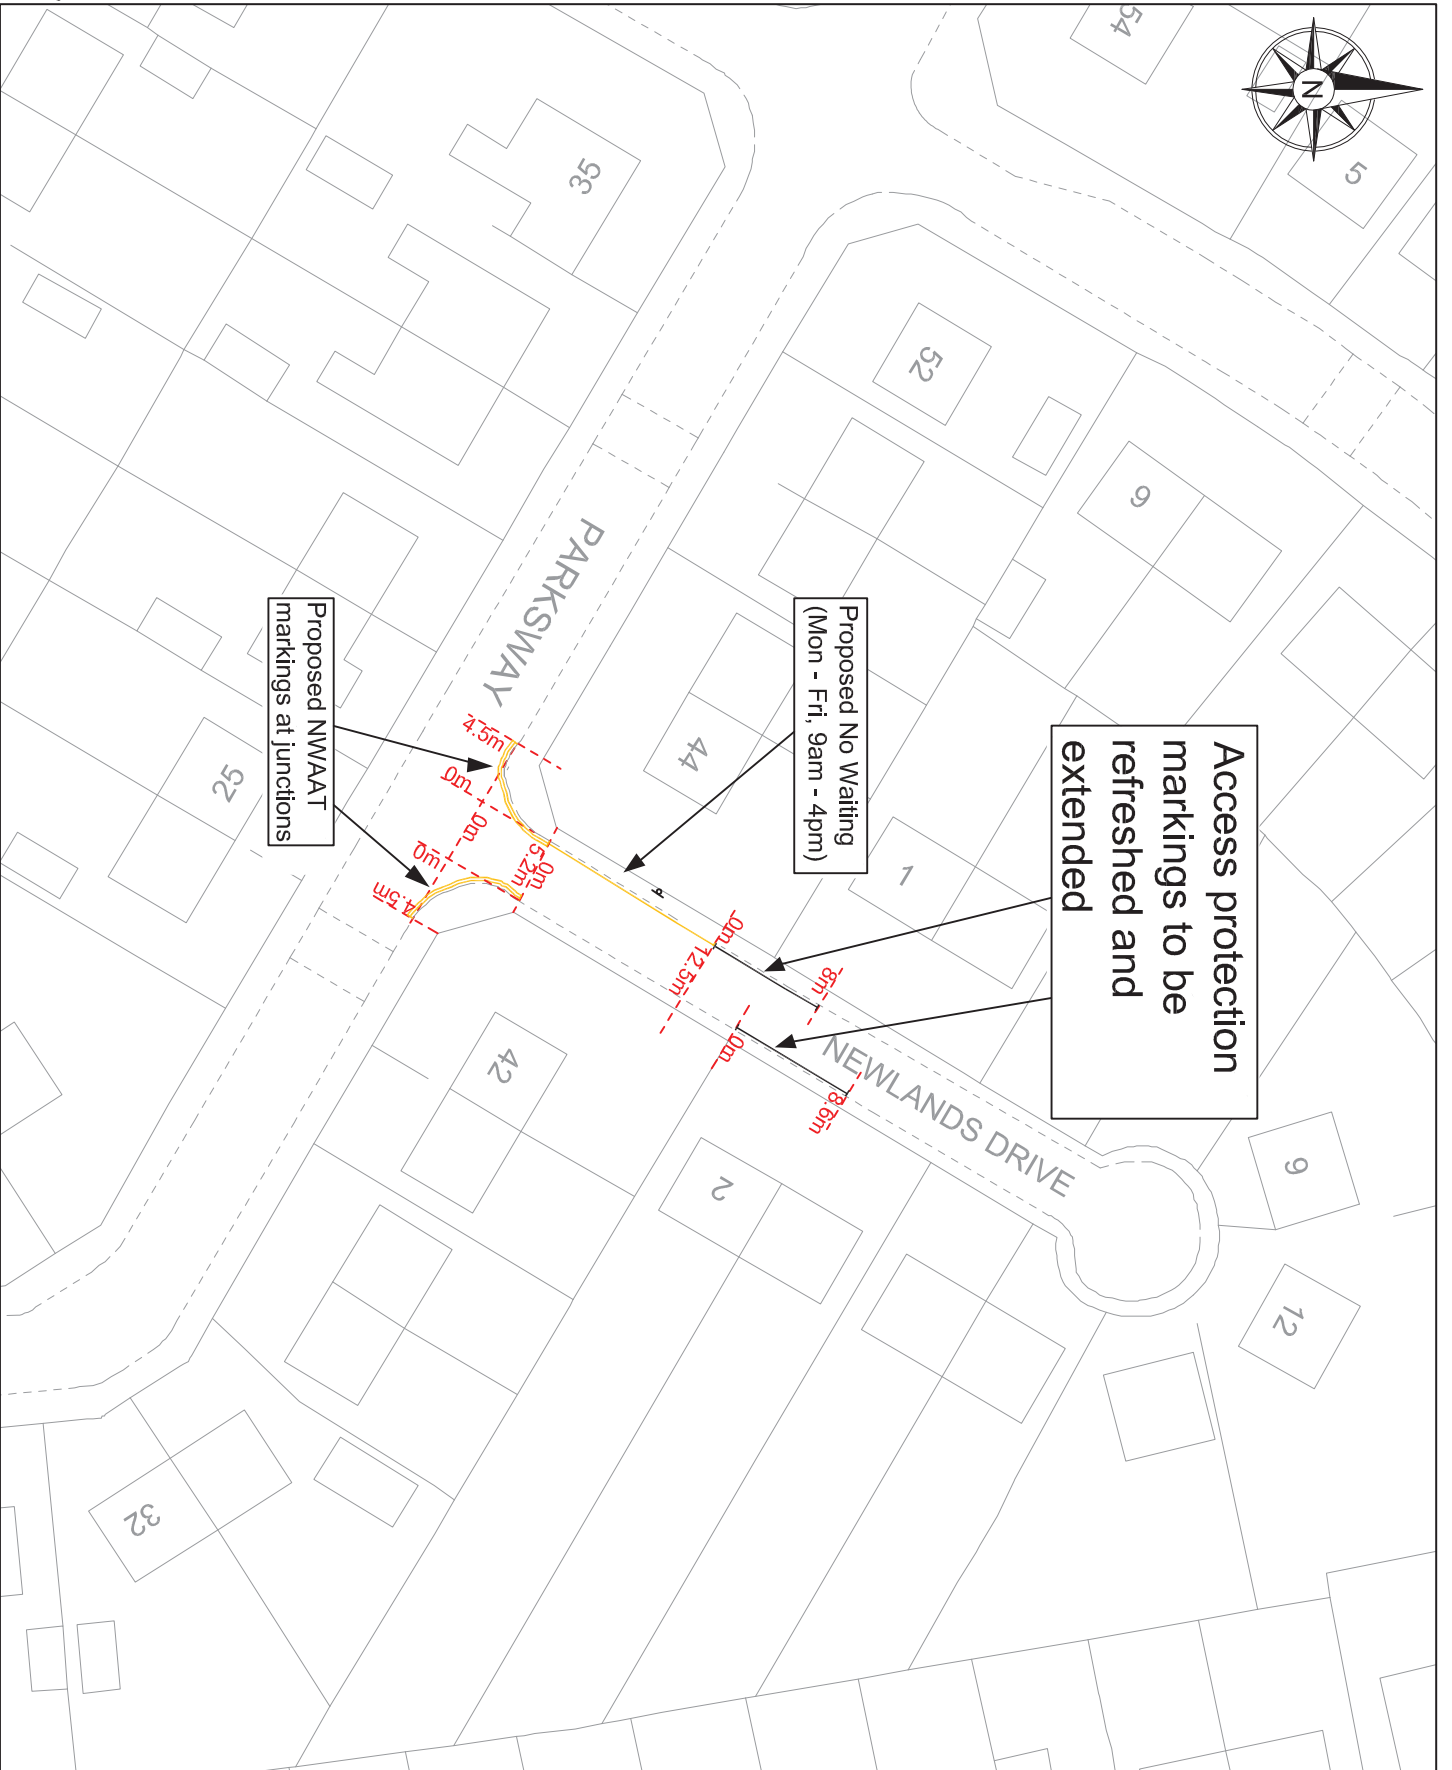 Access protection
markings to be
refreshed and
extended
Proposed No Waiting
(Mon - Fri, 9am - 4pm)
Proposed NWAAT
markings at junctions
PARKSWAY
NEWLANDS DRIVE
N
54
5
35
52
9
44
1
25
42
2
9
12
32
4.5m
0m
0m
0m
4.5m
5.2m
0m
0m
12.5m
8m
0m
8.6m